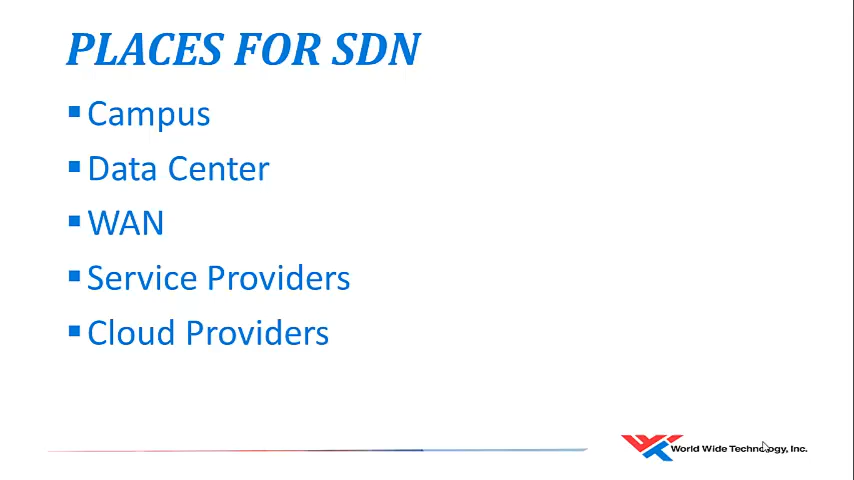 PLACES FOR SDN
Campus
Data Center
WAN
Service Providers
Cloud Providers
World Wide Technology, Inc.